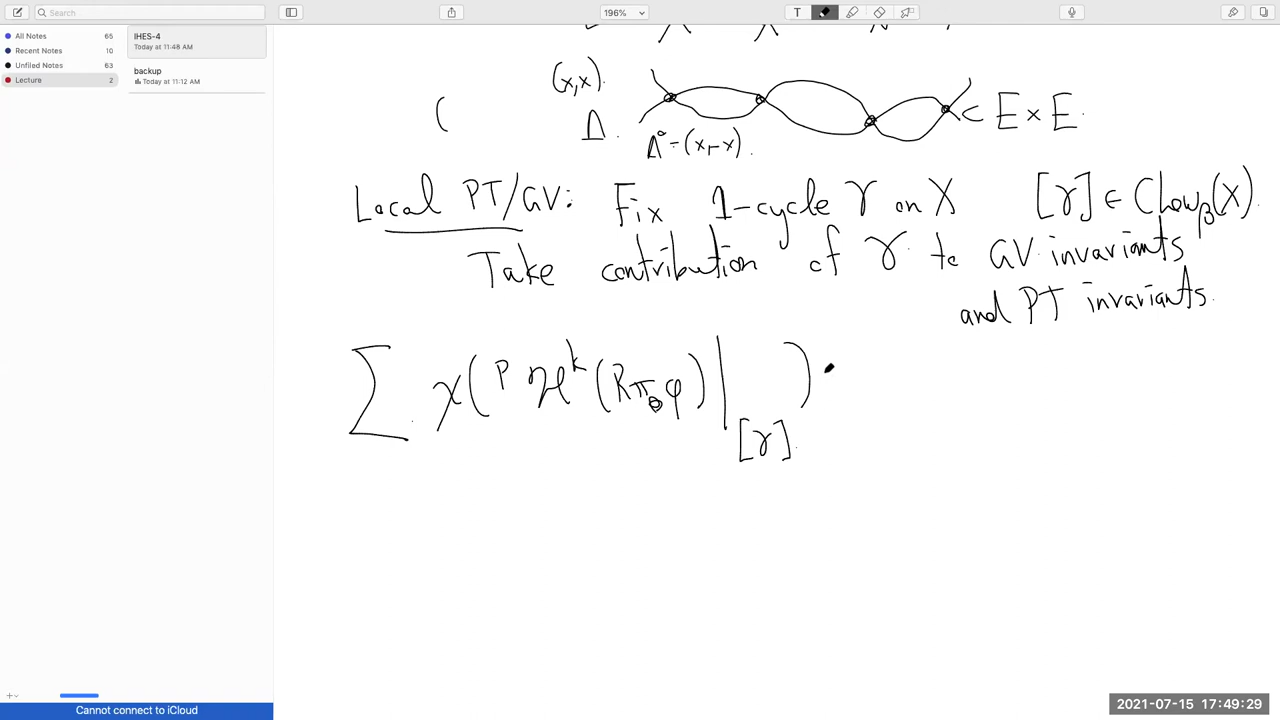 Search
196%
All Notes 65
Recent Notes 10
Unfiled Notes 63
Lecture 2
IHES-4
Today at 11:48 AM
backup
Today at 11:12 AM
(x,x).
( Δ. ⊂ E × E.
Δ° = (x,-x).
Local PT/GV: Fix 1-cycle γ on X [γ] ∈ Chow_β(X).
Take contribution of γ to GV invariants
and PT invariants.
∑ χ(ᵖℋᵏ(Rπ_*φ)|_[γ])
Cannot connect to iCloud
2021-07-15 17:49:29